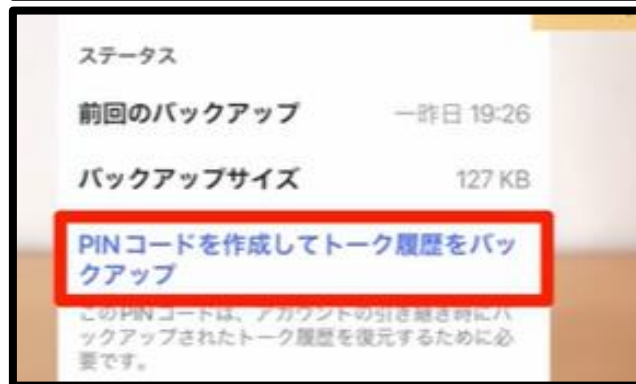 ステータス
前回のバックアップ 一昨日 19:26
バックアップサイズ 127 KB
PINコードを作成してトーク履歴をバッ
クアップ
このPINコードは、アカウントの引き継ぎ時にバ
ックアップされたトーク履歴を復元するために必
要です。